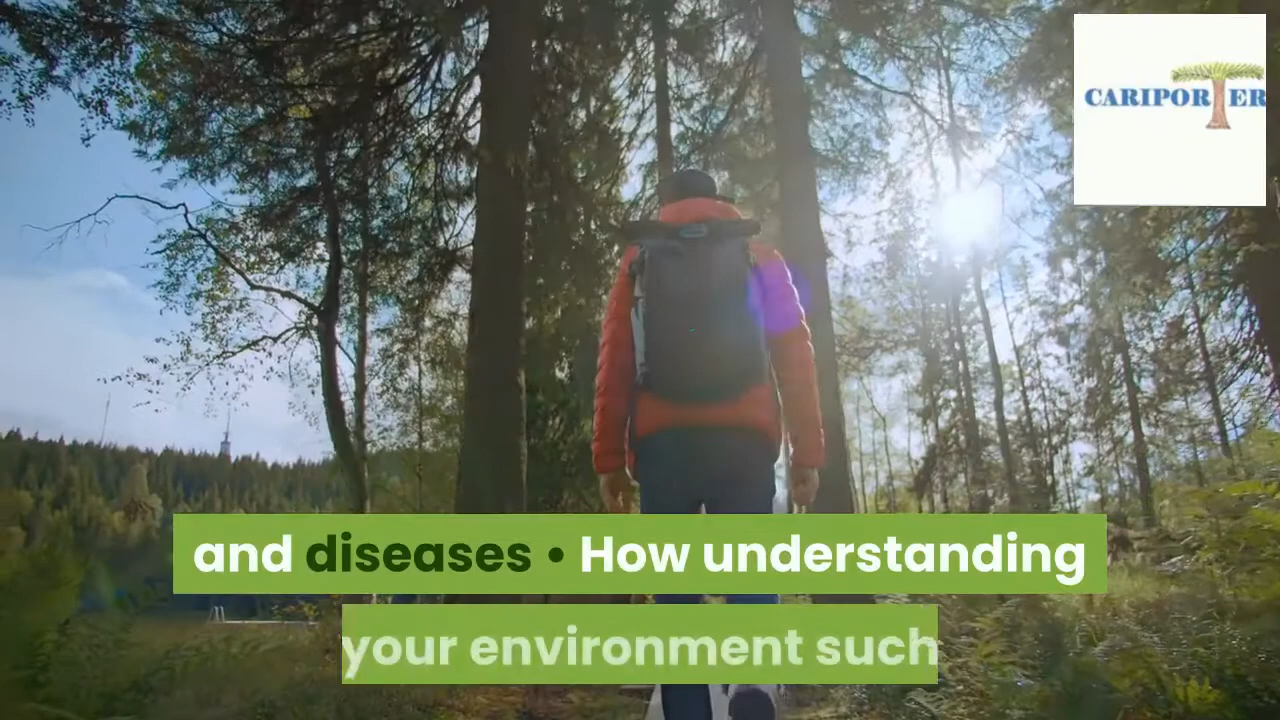 CARIPORTER
and diseases • How understanding
your environment such